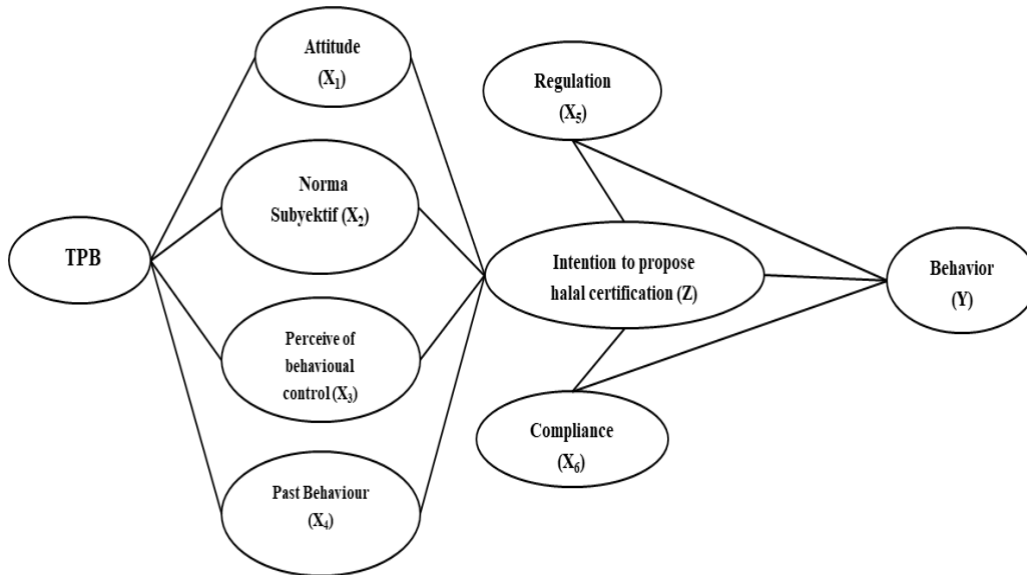 Attitude
(X₁)
Norma
Subyektif (X₂)
TPB
Perceive of
behavioual
control (X₃)
Past Behaviour
(X₄)
Regulation
(X₅)
Intention to propose
halal certification (Z)
Compliance
(X₆)
Behavior
(Y)